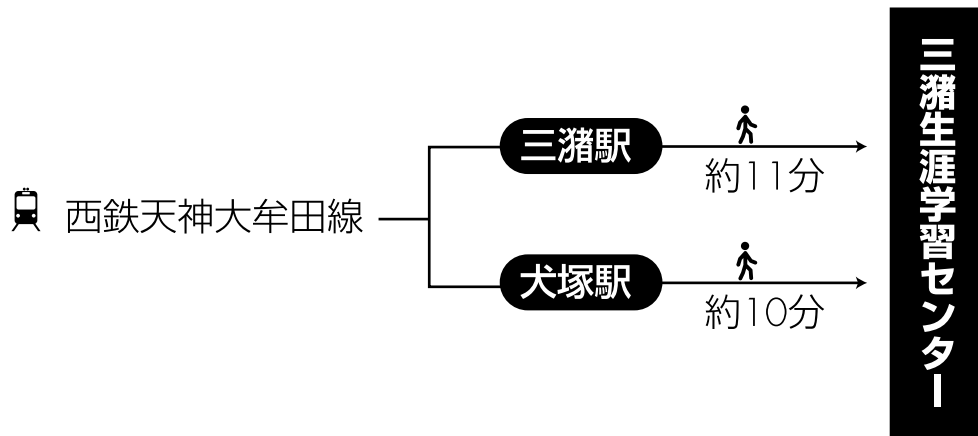 西鉄天神大牟田線
三潴駅
約11分
犬塚駅
約10分
三潴生涯学習センター